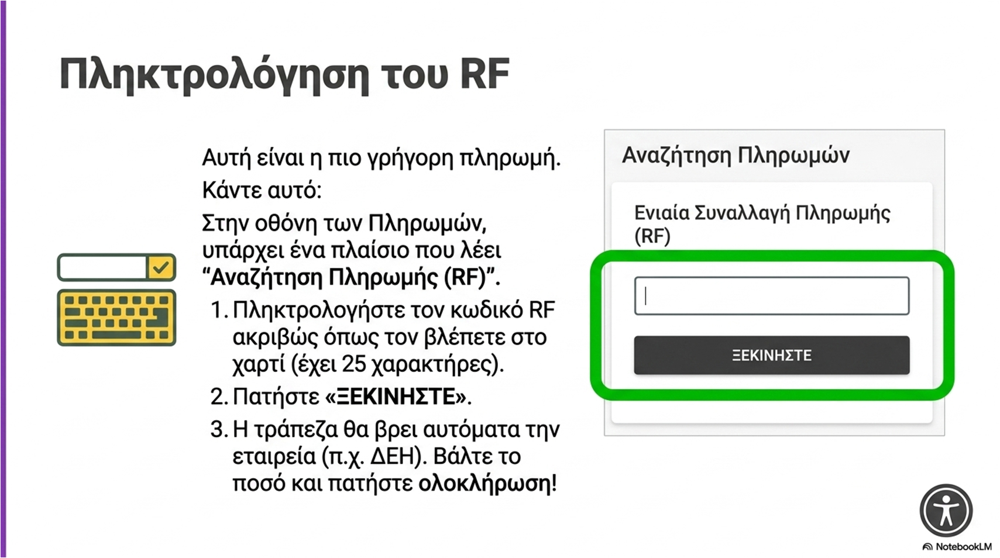 Πληκτρολόγηση του RF
Αυτή είναι η πιο γρήγορη πληρωμή.
Κάντε αυτό:
Στην οθόνη των Πληρωμών,
υπάρχει ένα πλαίσιο που λέει
“Αναζήτηση Πληρωμής (RF)”.
1. Πληκτρολογήστε τον κωδικό RF
ακριβώς όπως τον βλέπετε στο
χαρτί (έχει 25 χαρακτήρες).
2. Πατήστε «ΞΕΚΙΝΗΣΤΕ».
3. Η τράπεζα θα βρει αυτόματα την
εταιρεία (π.χ. ΔΕΗ). Βάλτε το
ποσό και πατήστε ολοκλήρωση!
Αναζήτηση Πληρωμών
Ενιαία Συναλλαγή Πληρωμής
(RF)
ΞΕΚΙΝΗΣΤΕ
NotebookLM